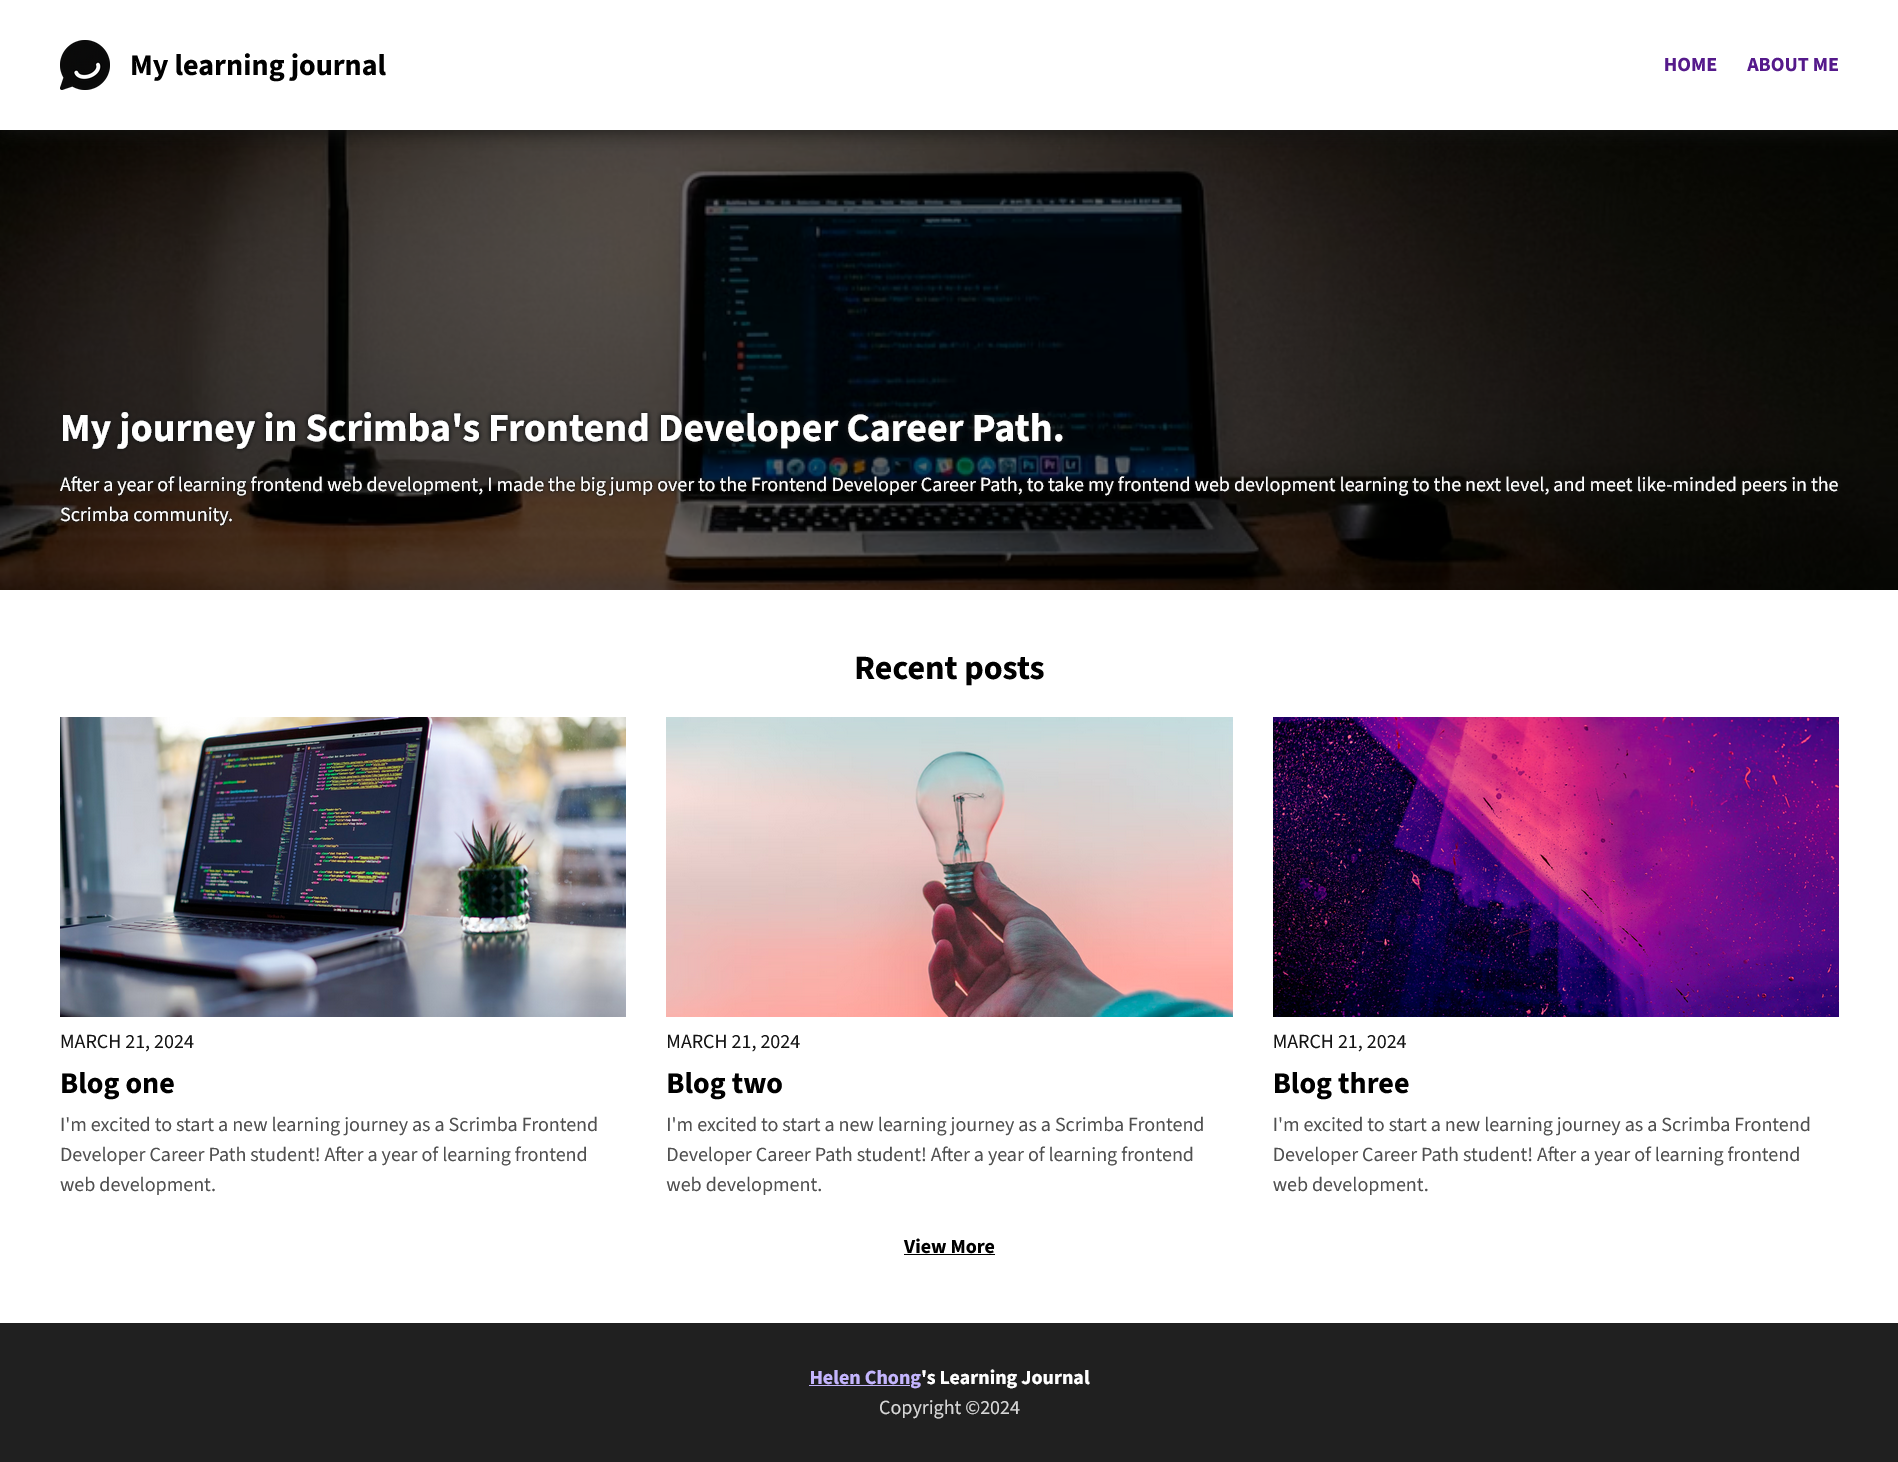 My learning journal
HOME
ABOUT ME
My journey in Scrimba's Frontend Developer Career Path.
After a year of learning frontend web development, I made the big jump over to the Frontend Developer Career Path, to take my frontend web devlopment learning to the next level, and meet like-minded peers in the
Scrimba community.
Recent posts
MARCH 21, 2024
Blog one
I'm excited to start a new learning journey as a Scrimba Frontend
Developer Career Path student! After a year of learning frontend
web development.
MARCH 21, 2024
Blog two
I'm excited to start a new learning journey as a Scrimba Frontend
Developer Career Path student! After a year of learning frontend
web development.
MARCH 21, 2024
Blog three
I'm excited to start a new learning journey as a Scrimba Frontend
Developer Career Path student! After a year of learning frontend
web development.
View More
Helen Chong's Learning Journal
Copyright ©2024